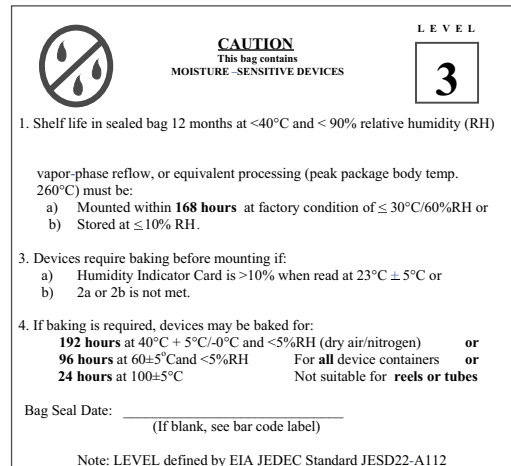 L E V E L
CAUTION
This bag contains
MOISTURE –SENSITIVE DEVICES
3
1. Shelf life in sealed bag 12 months at <40°C and < 90% relative humidity (RH)
vapor-phase reflow, or equivalent processing (peak package body temp.
260°C) must be:
a) Mounted within 168 hours at factory condition of ≤ 30°C/60%RH or
b) Stored at ≤10% RH.
3. Devices require baking before mounting if:
a) Humidity Indicator Card is >10% when read at 23°C ± 5°C or
b) 2a or 2b is not met.
4. If baking is required, devices may be baked for:
192 hours at 40°C + 5°C/-0°C and <5%RH (dry air/nitrogen) or
96 hours at 60±5°Cand <5%RH For all device containers or
24 hours at 100±5°C Not suitable for reels or tubes
Bag Seal Date: ______________________________
(If blank, see bar code label)
Note: LEVEL defined by EIA JEDEC Standard JESD22-A112